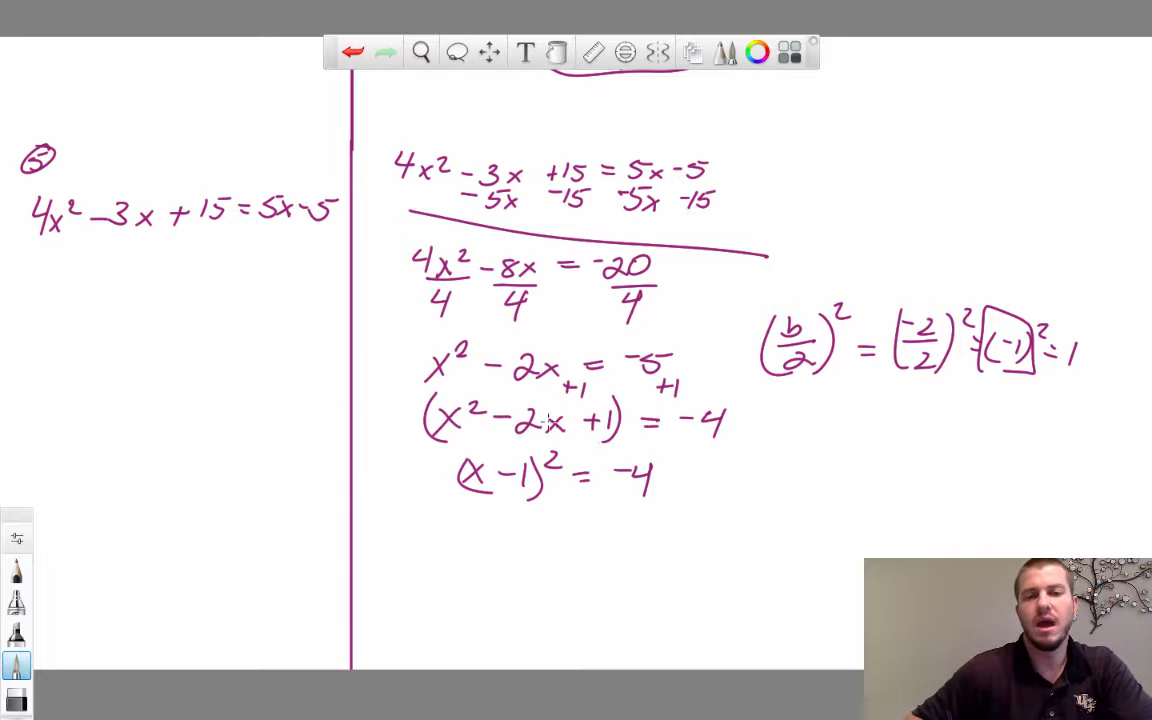 ⑤
4x² - 3x + 15 = 5x - 5
4x² - 3x + 15 = 5x - 5
- 5x - 15 - 5x - 15
4x²/4 - 8x/4 = -20/4
x² - 2x = -5
+1 +1
(x² - 2x + 1) = -4
(x - 1)² = -4
(b/2)² = (-2/2)² = (-1)² = 1
T
UCF